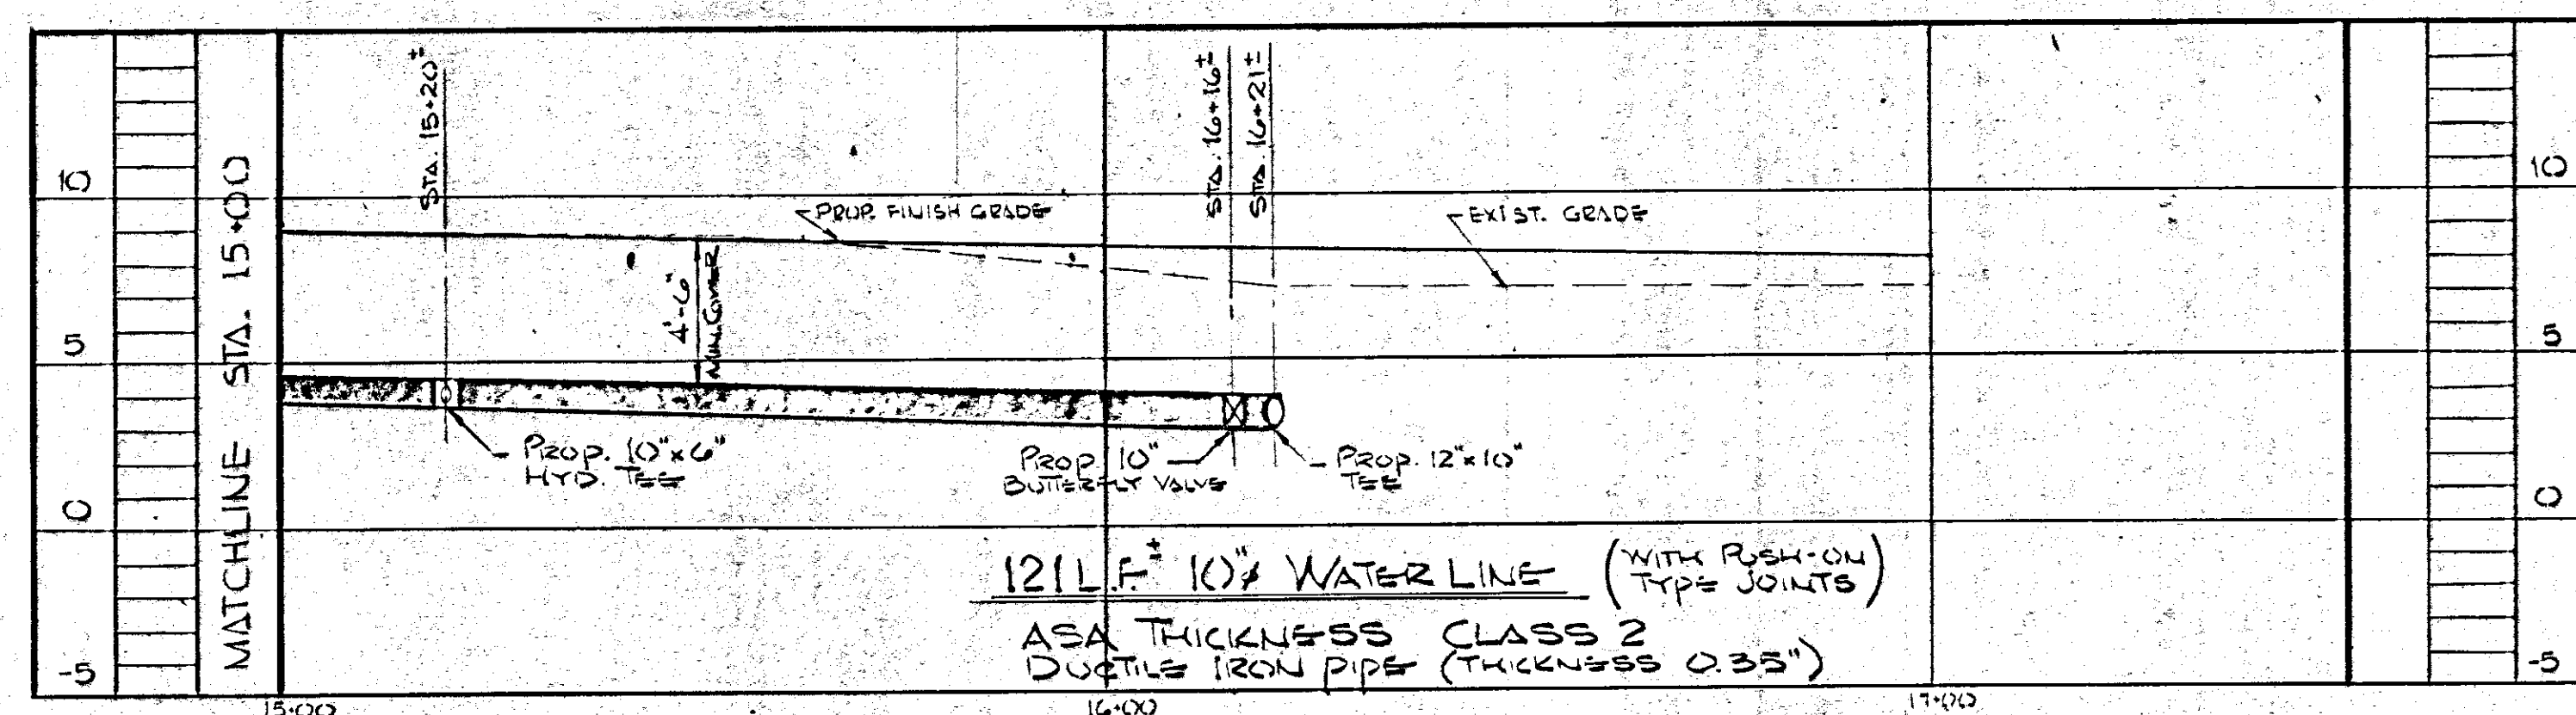 STA. 15+20±
STA. 16+16±
STA. 16+21±
10
10
PROP. FINISH GRADE
EXIST. GRADE
MATCHLINE STA. 15+00
4'-6"
MIN. COVER
5
5
PROP. 10"x6"
HYD. TEE
PROP. 10"
BUTTERFLY VALVE
PROP. 12"x10"
TEE
0
0
121 L.F.± 10"ø WATER LINE (WITH PUSH-ON
TYPE JOINTS)
ASA THICKNESS CLASS 2
DUCTILE IRON PIPE (THICKNESS 0.35")
-5
-5
15+00
16+00
17+00